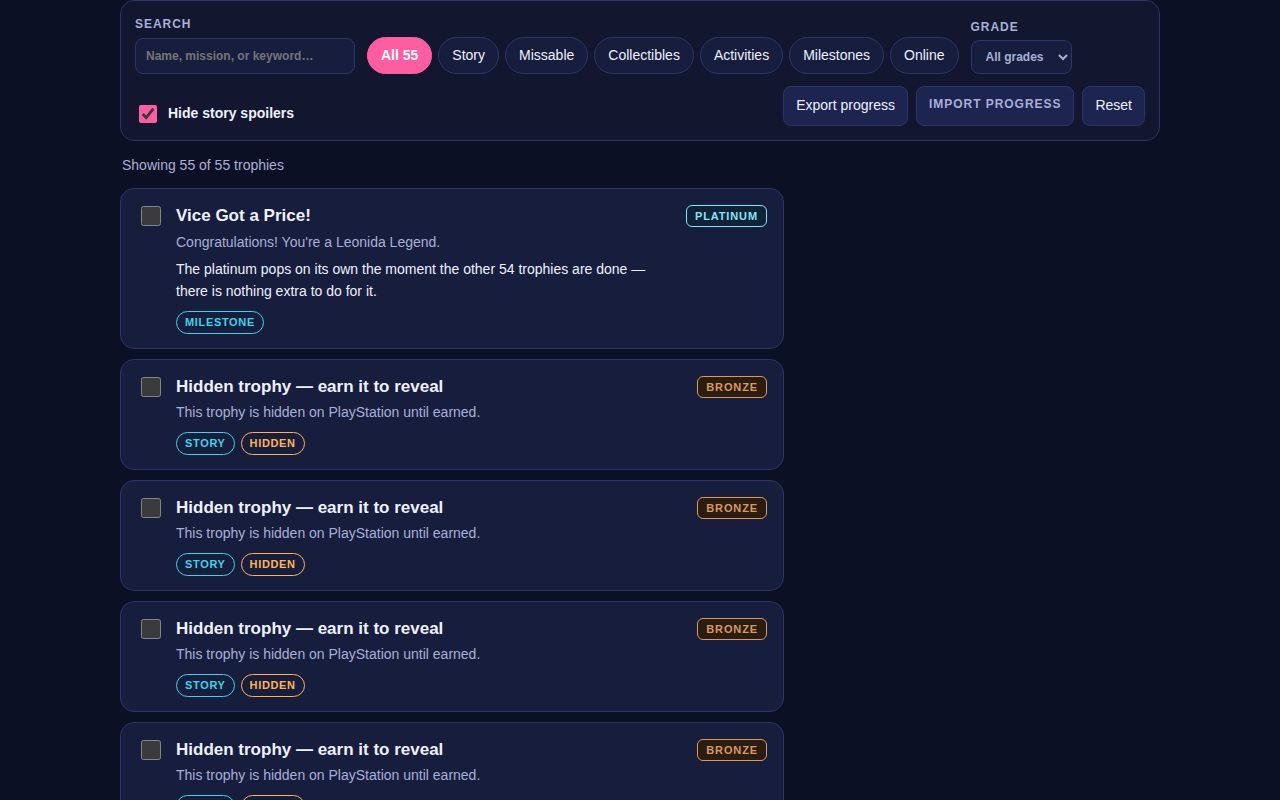 SEARCH
Name, mission, or keyword…
All 55
Story
Missable
Collectibles
Activities
Milestones
Online
GRADE
All grades
Hide story spoilers
Export progress
IMPORT PROGRESS
Reset
Showing 55 of 55 trophies
Vice Got a Price!
PLATINUM
Congratulations! You're a Leonida Legend.
The platinum pops on its own the moment the other 54 trophies are done —
there is nothing extra to do for it.
MILESTONE
Hidden trophy — earn it to reveal
BRONZE
This trophy is hidden on PlayStation until earned.
STORY
HIDDEN
Hidden trophy — earn it to reveal
BRONZE
This trophy is hidden on PlayStation until earned.
STORY
HIDDEN
Hidden trophy — earn it to reveal
BRONZE
This trophy is hidden on PlayStation until earned.
STORY
HIDDEN
Hidden trophy — earn it to reveal
BRONZE
This trophy is hidden on PlayStation until earned.